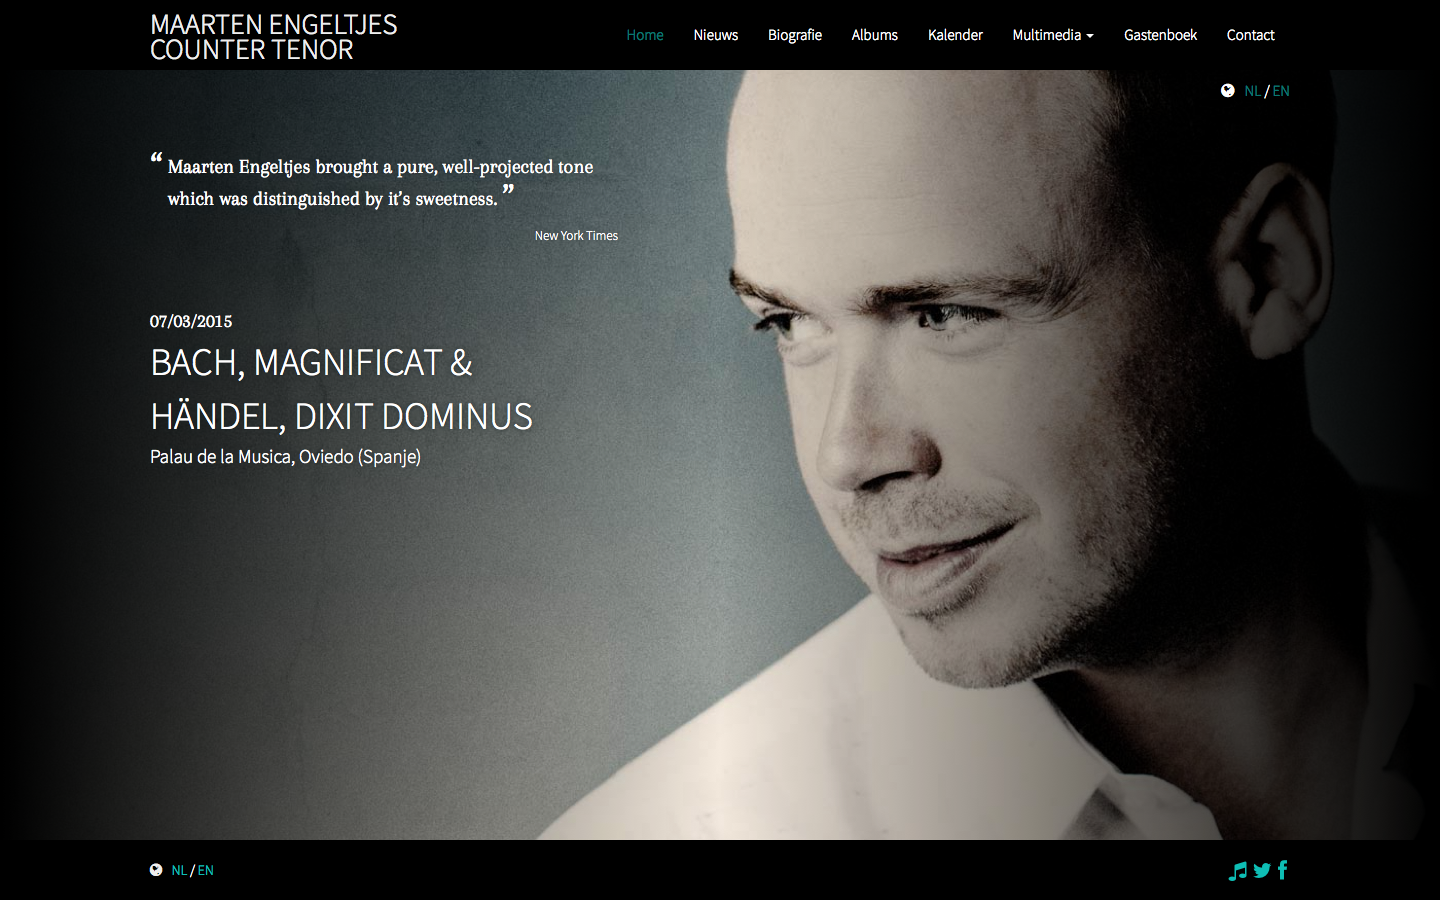 MAARTEN ENGELTJES
COUNTER TENOR
Home Nieuws Biografie Albums Kalender Multimedia Gastenboek Contact
NL / EN
“ Maarten Engeltjes brought a pure, well-projected tone
which was distinguished by it’s sweetness. ”
New York Times
07/03/2015
BACH, MAGNIFICAT &
HÄNDEL, DIXIT DOMINUS
Palau de la Musica, Oviedo (Spanje)
NL / EN